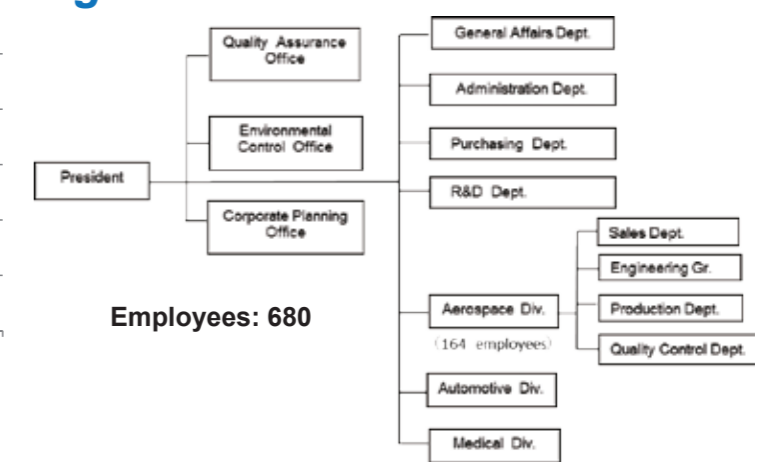 Quality Assurance
Office
Environmental
Control Office
President
Corporate Planning
Office
Employees: 680
General Affairs Dept.
Administration Dept.
Purchasing Dept.
R&D Dept.
Aerospace Div.
(164 employees)
Automotive Div.
Medical Div.
Sales Dept.
Engineering Gr.
Production Dept.
Quality Control Dept.